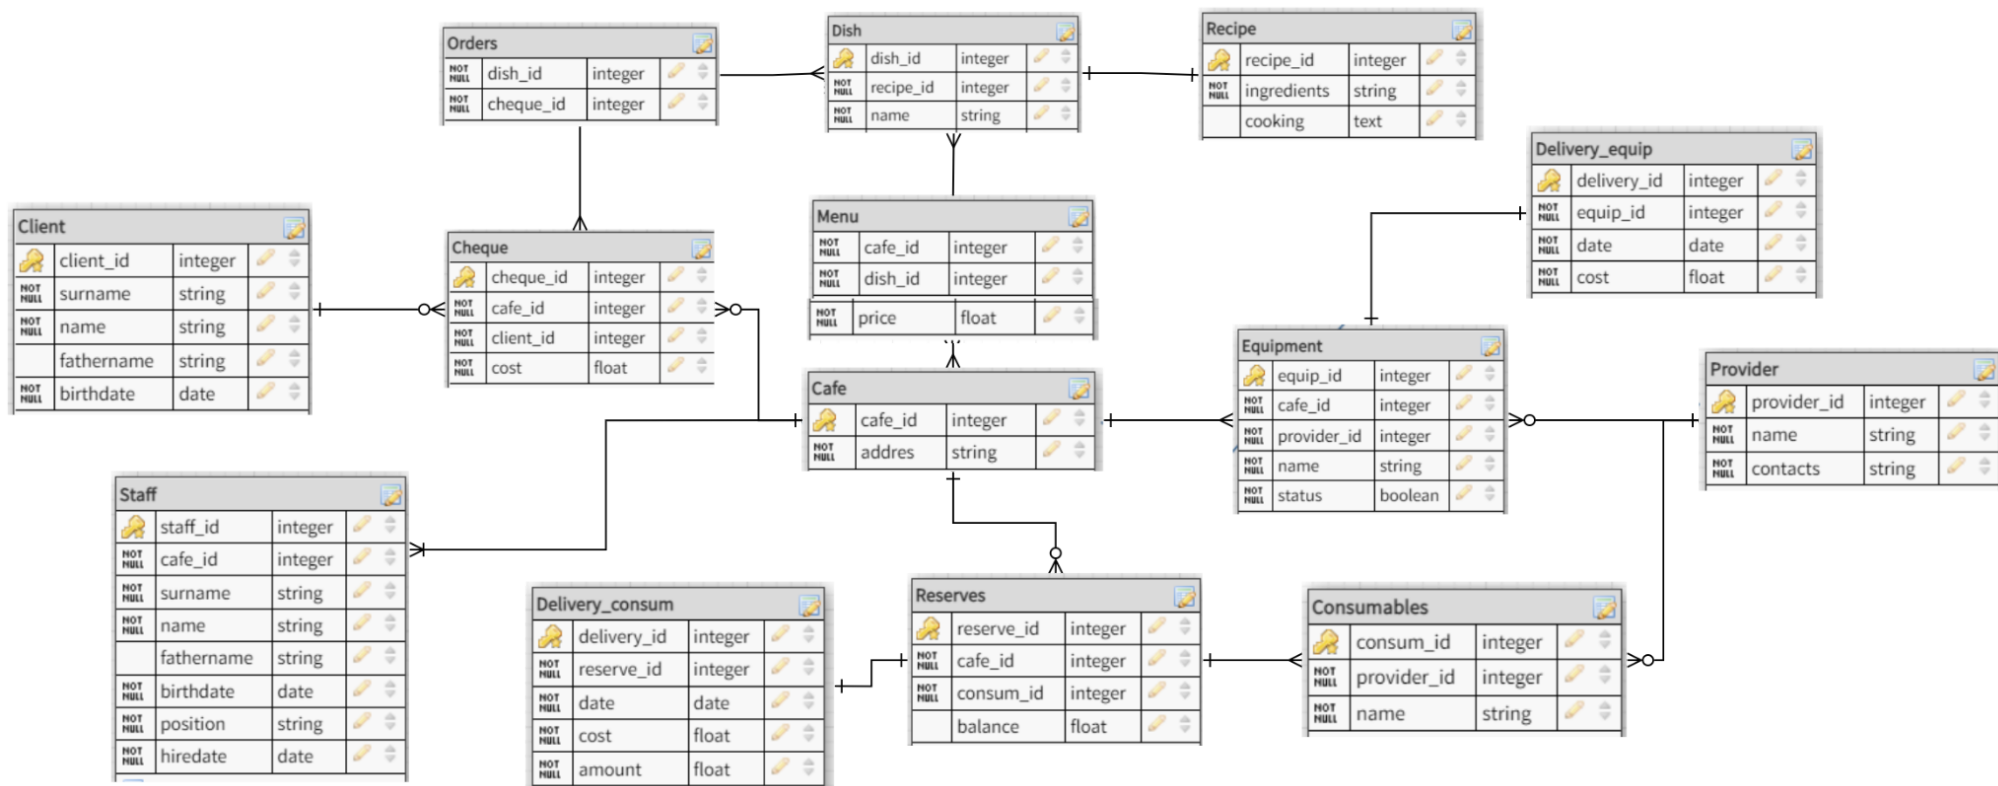 Orders
NOT NULL dish_id integer
NOT NULL cheque_id integer
Dish
dish_id integer
NOT NULL recipe_id integer
NOT NULL name string
Recipe
recipe_id integer
NOT NULL ingredients string
cooking text
Delivery_equip
delivery_id integer
NOT NULL equip_id integer
NOT NULL date date
NOT NULL cost float
Client
client_id integer
NOT NULL surname string
NOT NULL name string
fathername string
NOT NULL birthdate date
Cheque
cheque_id integer
NOT NULL cafe_id integer
NOT NULL client_id integer
NOT NULL cost float
Menu
NOT NULL cafe_id integer
NOT NULL dish_id integer
NOT NULL price float
Cafe
cafe_id integer
NOT NULL addres string
Equipment
equip_id integer
NOT NULL cafe_id integer
NOT NULL provider_id integer
NOT NULL name string
NOT NULL status boolean
Provider
provider_id integer
NOT NULL name string
NOT NULL contacts string
Staff
staff_id integer
NOT NULL cafe_id integer
NOT NULL surname string
NOT NULL name string
fathername string
NOT NULL birthdate date
NOT NULL position string
NOT NULL hiredate date
Delivery_consum
delivery_id integer
NOT NULL reserve_id integer
NOT NULL date date
NOT NULL cost float
NOT NULL amount float
Reserves
reserve_id integer
NOT NULL cafe_id integer
NOT NULL consum_id integer
balance float
Consumables
consum_id integer
NOT NULL provider_id integer
NOT NULL name string